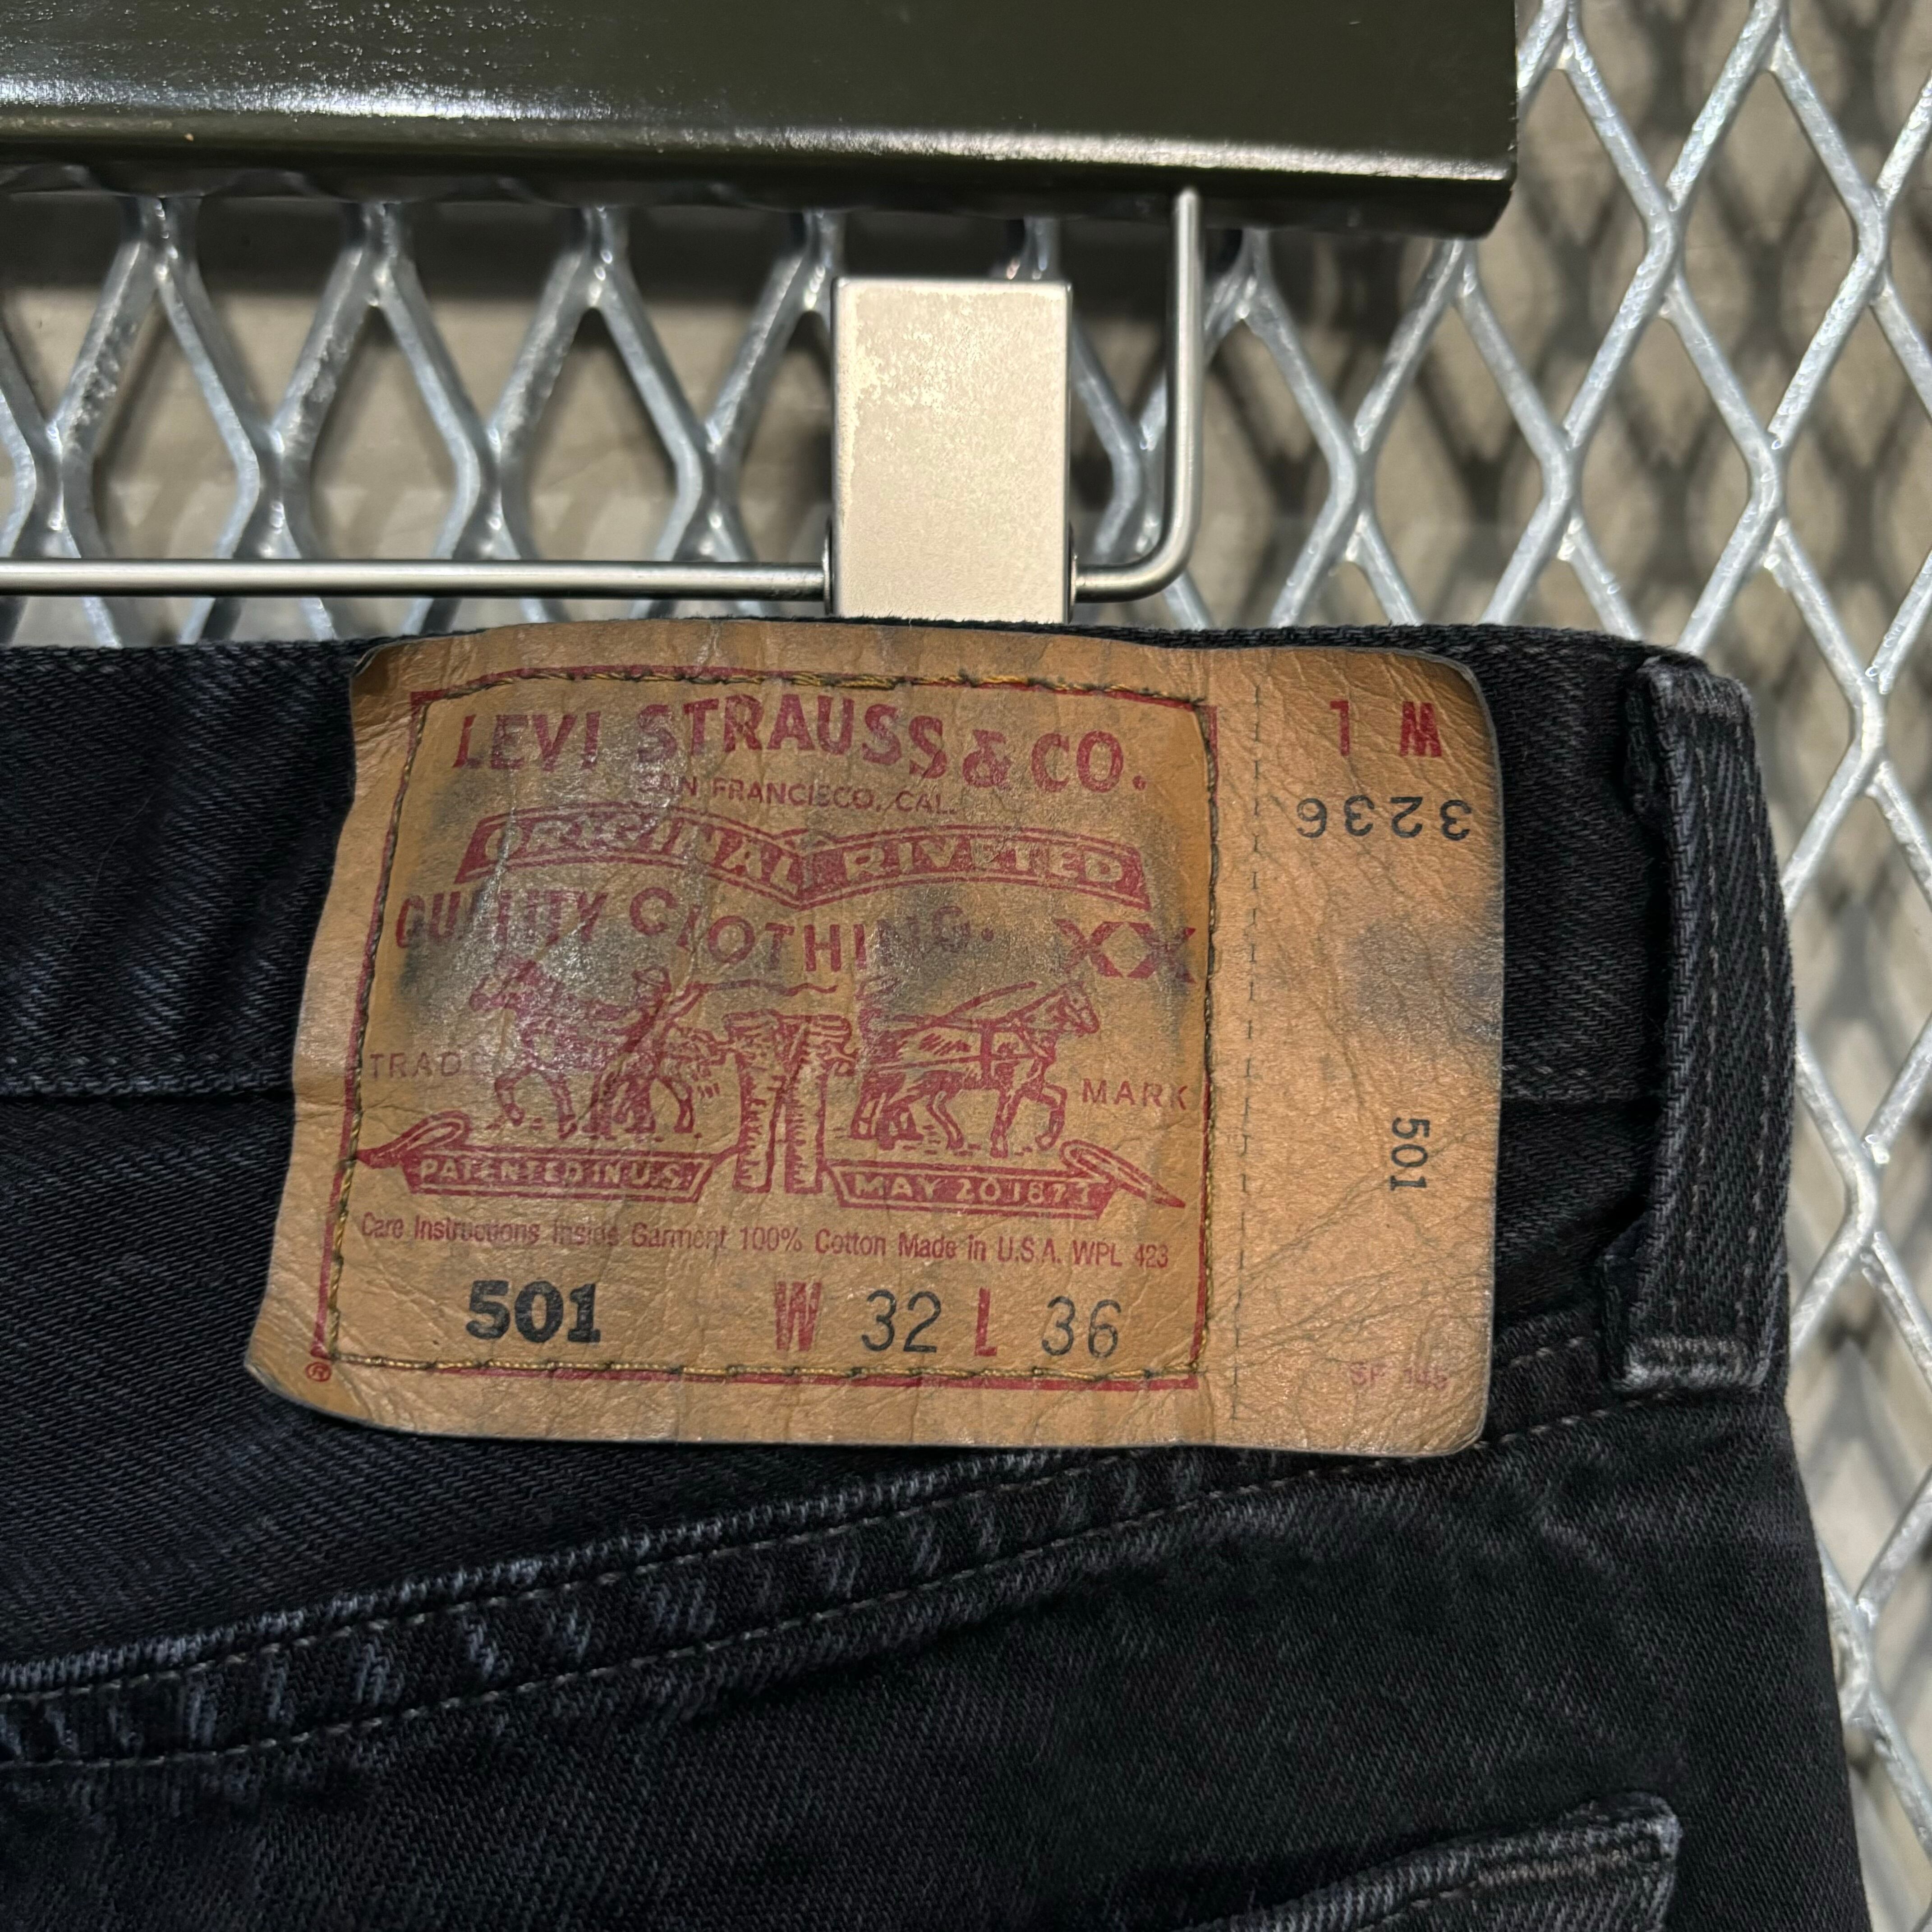 LEVI STRAUSS & CO.
SAN FRANCISCO, CAL.
ORIGINAL RIVETED
QUALITY CLOTHING. XX
TRADE MARK
PATENTED IN U.S.
MAY 20 1873
Care Instructions Inside Garment 100% Cotton Made in U.S.A. WPL 423
501 W 32 L 36
®
W L
3236
501